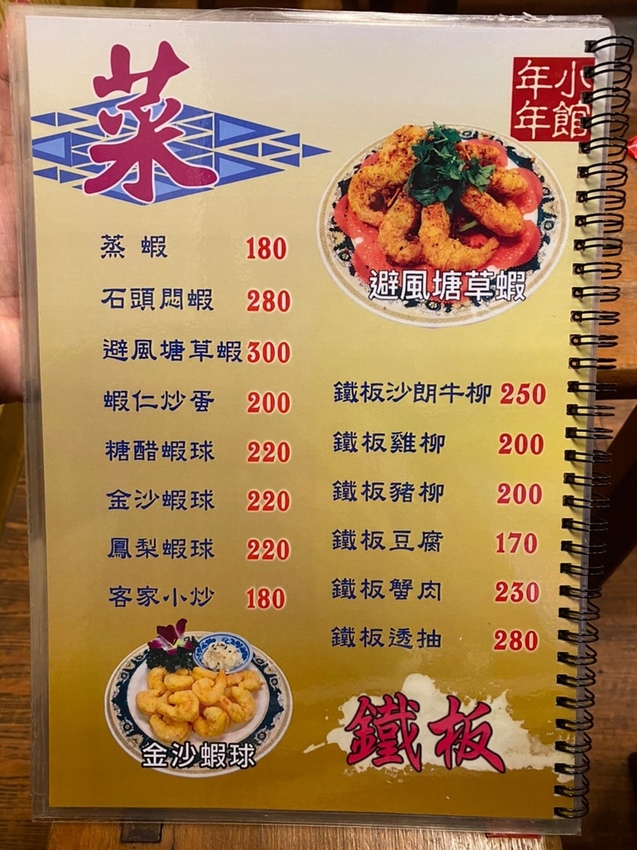 菜
年年小館
避風塘草蝦
蒸蝦 180
石頭悶蝦 280
避風塘草蝦 300
蝦仁炒蛋 200
糖醋蝦球 220
金沙蝦球 220
鳳梨蝦球 220
客家小炒 180
金沙蝦球
鐵板沙朗牛柳 250
鐵板雞柳 200
鐵板豬柳 200
鐵板豆腐 170
鐵板蟹肉 230
鐵板透抽 280
鐵板